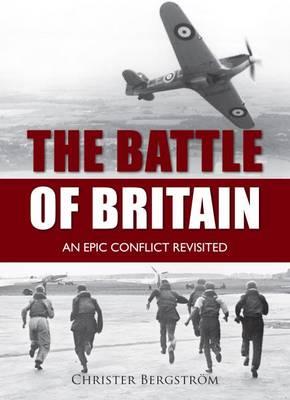 THE BATTLE
OF BRITAIN
AN EPIC CONFLICT REVISITED
CHRISTER BERGSTRÖM